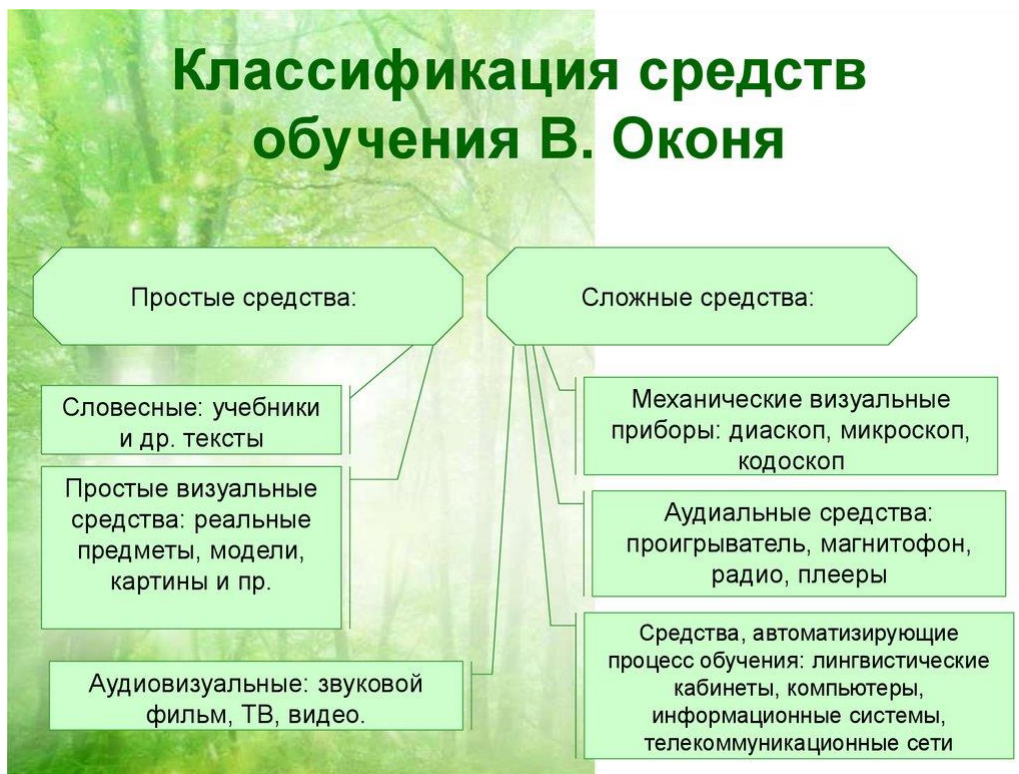 Классификация средств
обучения В. Оконя
Простые средства:
Сложные средства:
Словесные: учебники
и др. тексты
Простые визуальные
средства: реальные
предметы, модели,
картины и пр.
Аудиовизуальные: звуковой
фильм, ТВ, видео.
Механические визуальные
приборы: диаскоп, микроскоп,
кодоскоп
Аудиальные средства:
проигрыватель, магнитофон,
радио, плееры
Средства, автоматизирующие
процесс обучения: лингвистические
кабинеты, компьютеры,
информационные системы,
телекоммуникационные сети